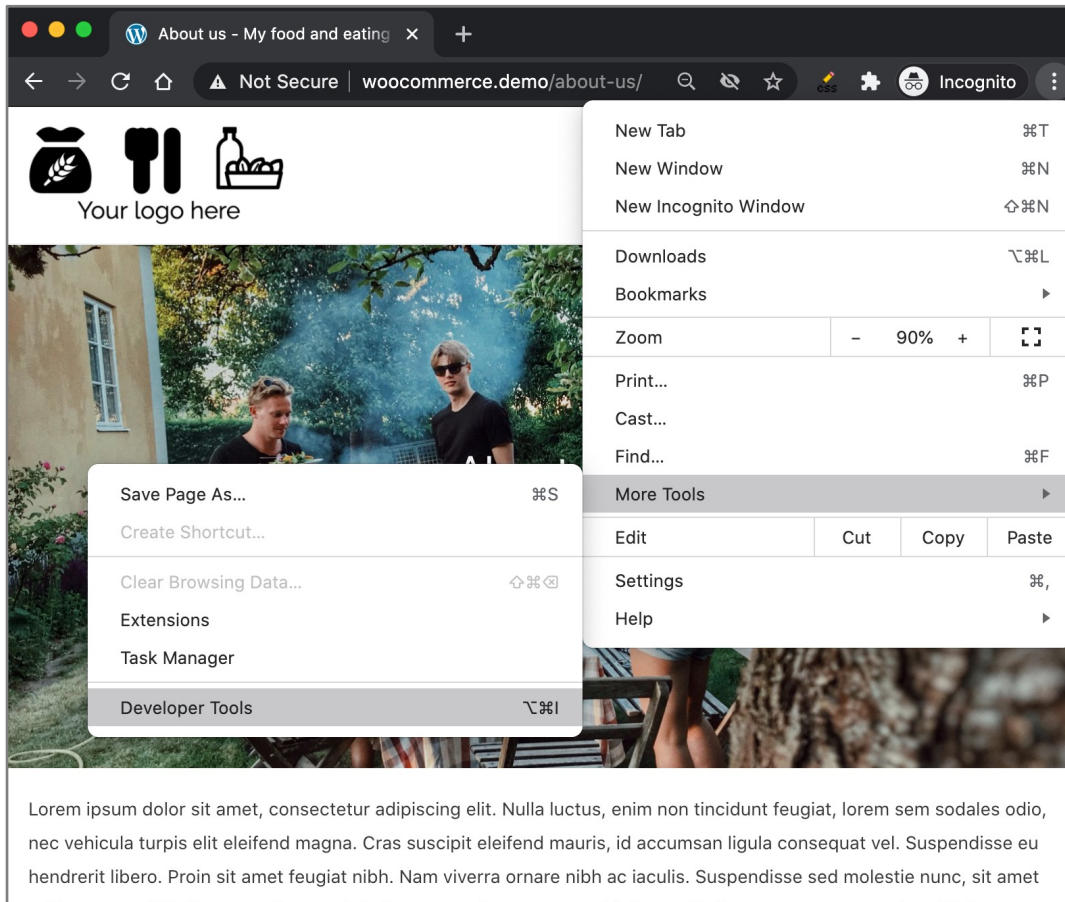 About us - My food and eating
Not Secure | woocommerce.demo/about-us/
css
Incognito
Your logo here
New Tab ⌘T
New Window ⌘N
New Incognito Window ⇧⌘N
Downloads ⌥⌘L
Bookmarks
Zoom - 90% +
Print... ⌘P
Cast...
Find... ⌘F
More Tools
Edit Cut Copy Paste
Settings ⌘,
Help
Save Page As... ⌘S
Create Shortcut...
Clear Browsing Data... ⇧⌘⌫
Extensions
Task Manager
Developer Tools ⌥⌘I
Lorem ipsum dolor sit amet, consectetur adipiscing elit. Nulla luctus, enim non tincidunt feugiat, lorem sem sodales odio,
nec vehicula turpis elit eleifend magna. Cras suscipit eleifend mauris, id accumsan ligula consequat vel. Suspendisse eu
hendrerit libero. Proin sit amet feugiat nibh. Nam viverra ornare nibh ac iaculis. Suspendisse sed molestie nunc, sit amet